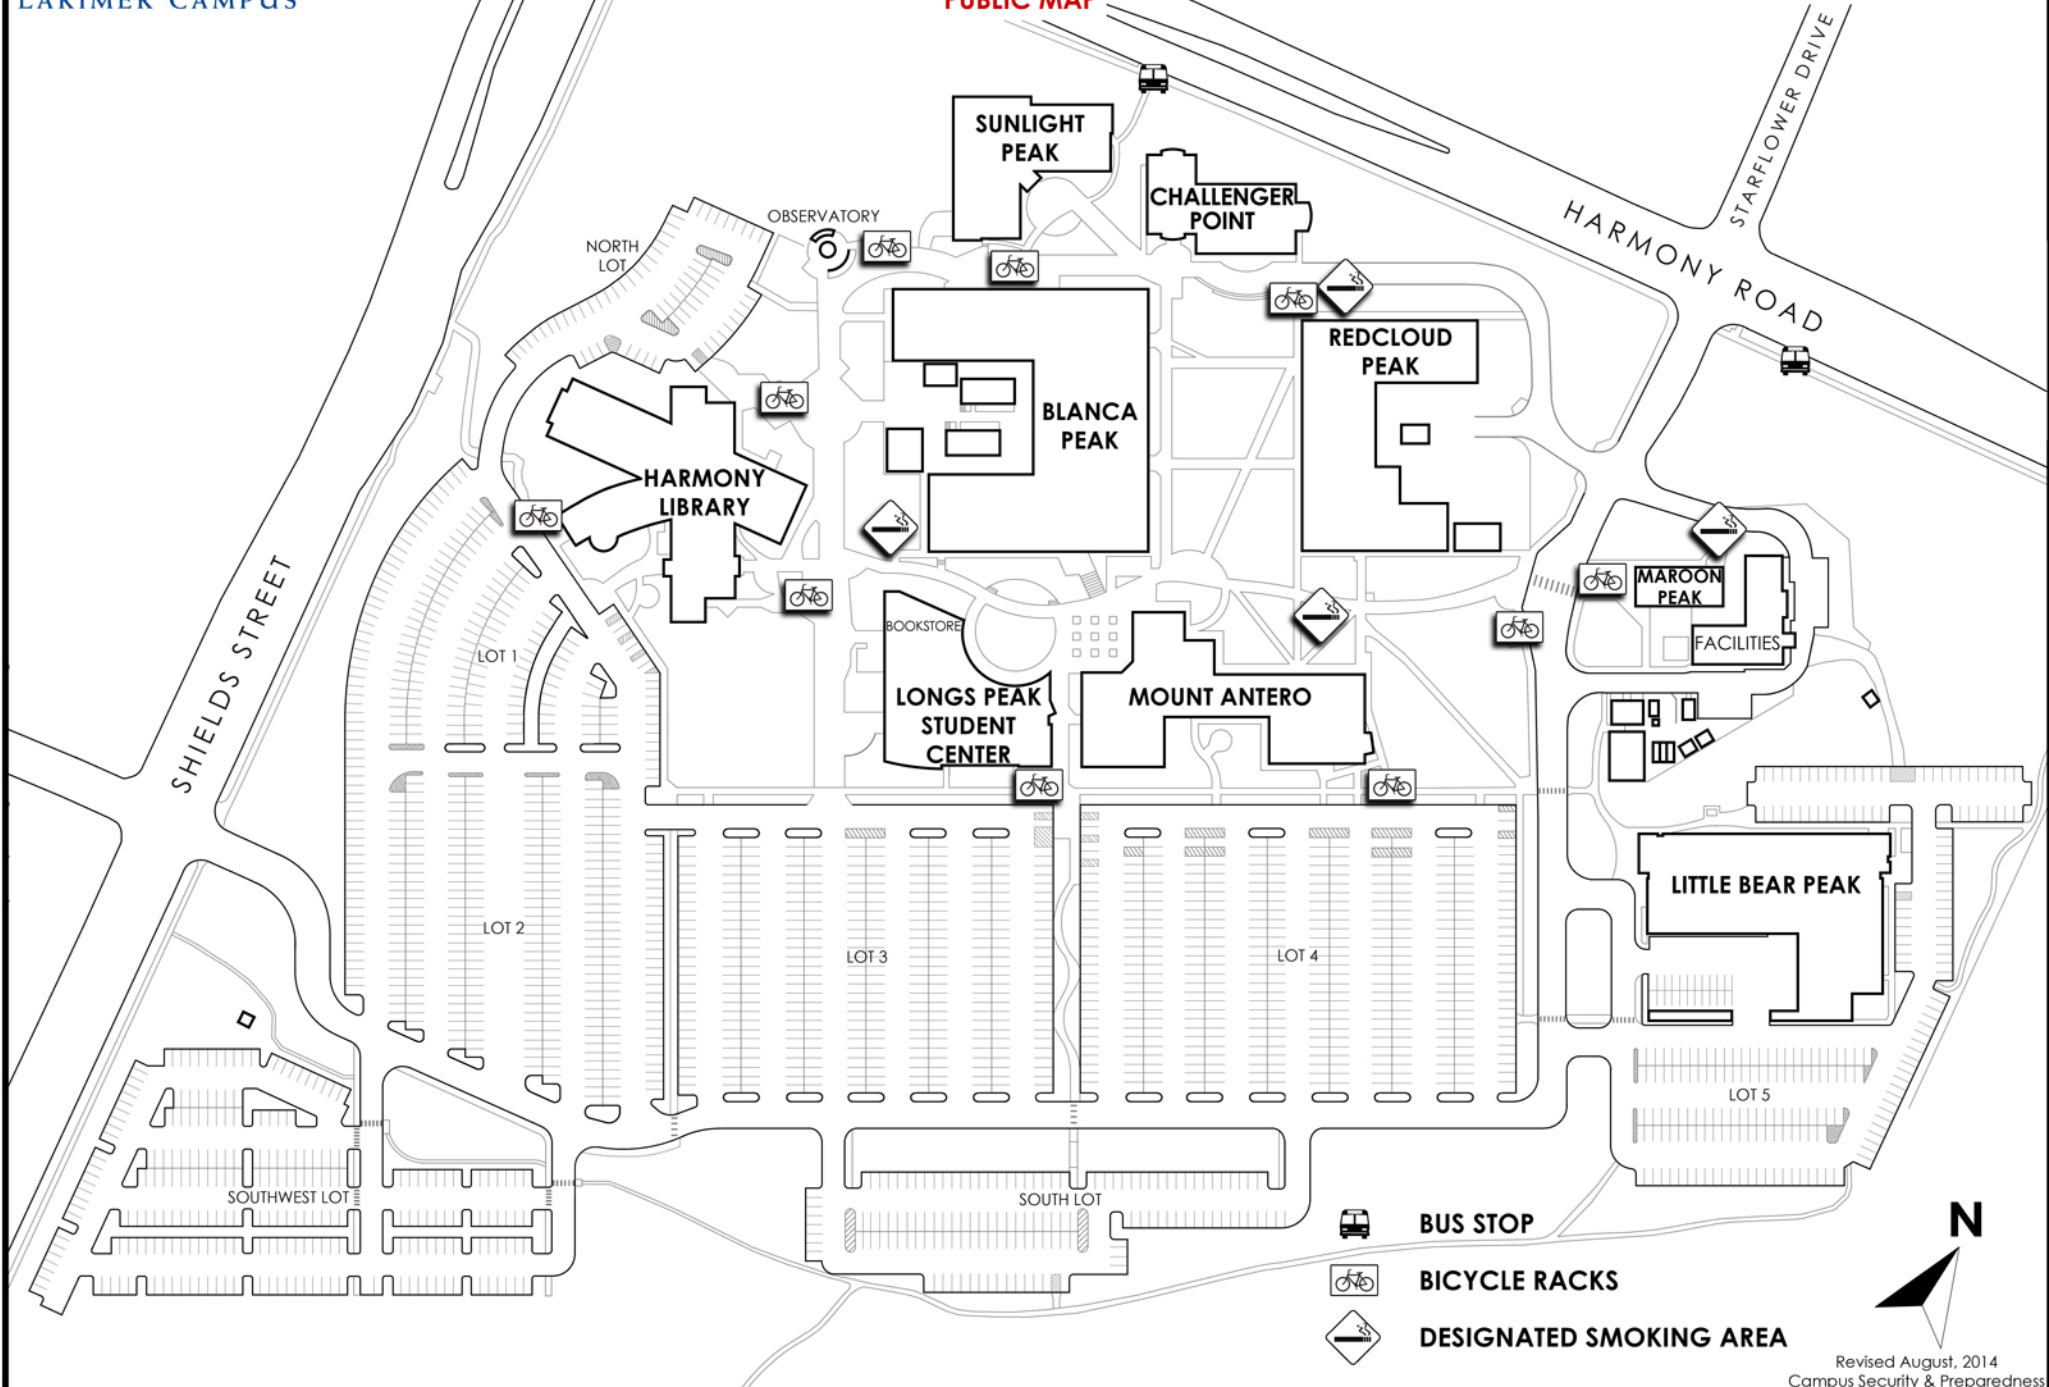 LARIMER CAMPUS
PUBLIC MAP
STARFLOWER DRIVE
SUNLIGHT
PEAK
CHALLENGER
POINT
HARMONY ROAD
OBSERVATORY
NORTH
LOT
REDCLOUD
PEAK
BLANCA
PEAK
HARMONY
LIBRARY
SHIELDS STREET
MAROON
PEAK
FACILITIES
BOOKSTORE
LOT 1
LONGS PEAK
STUDENT
CENTER
MOUNT ANTERO
LITTLE BEAR PEAK
LOT 2
LOT 3
LOT 4
LOT 5
SOUTHWEST LOT
SOUTH LOT
BUS STOP
BICYCLE RACKS
DESIGNATED SMOKING AREA
N
Revised August, 2014
Campus Security & Preparedness